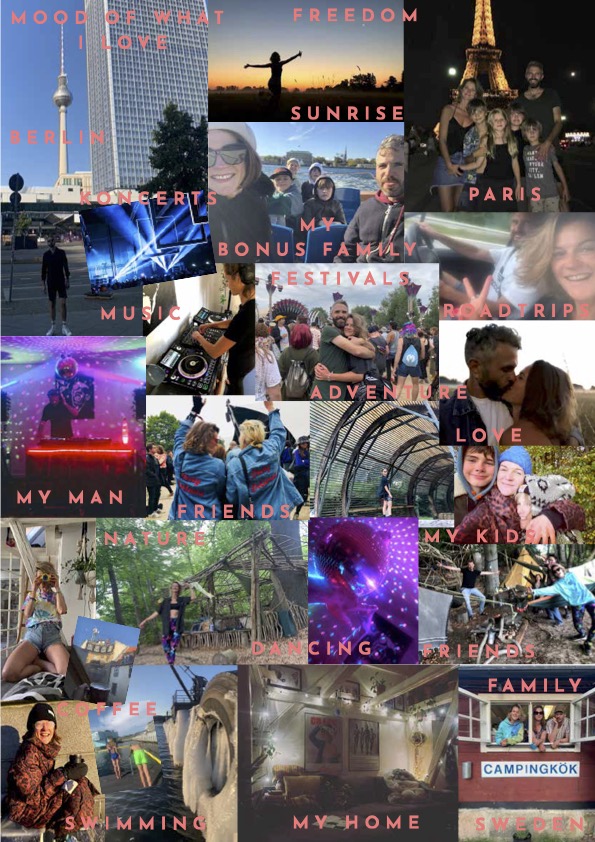 MOOD OF WHAT
I LOVE
FREEDOM
SUNRISE
BERLIN
PARIS
KONCERTS
MY
BONUS FAMILY
FESTIVALS
MUSIC
ROADTRIPS
ADVENTURE
LOVE
MY MAN
FRIENDS
NATURE
MY KIDS
DANCING
FRIENDS
COFFEE
FAMILY
CAMPINGKÖK
SWIMMING
MY HOME
SWEDEN